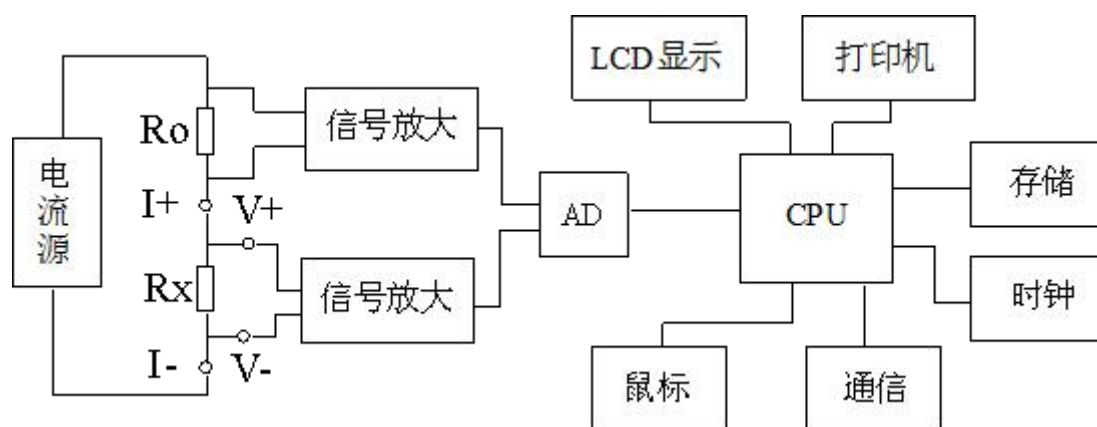 LCD显示
打印机
Ro
信号放大
电流源
I+
V+
AD
CPU
存储
Rx
信号放大
时钟
I-
V-
鼠标
通信